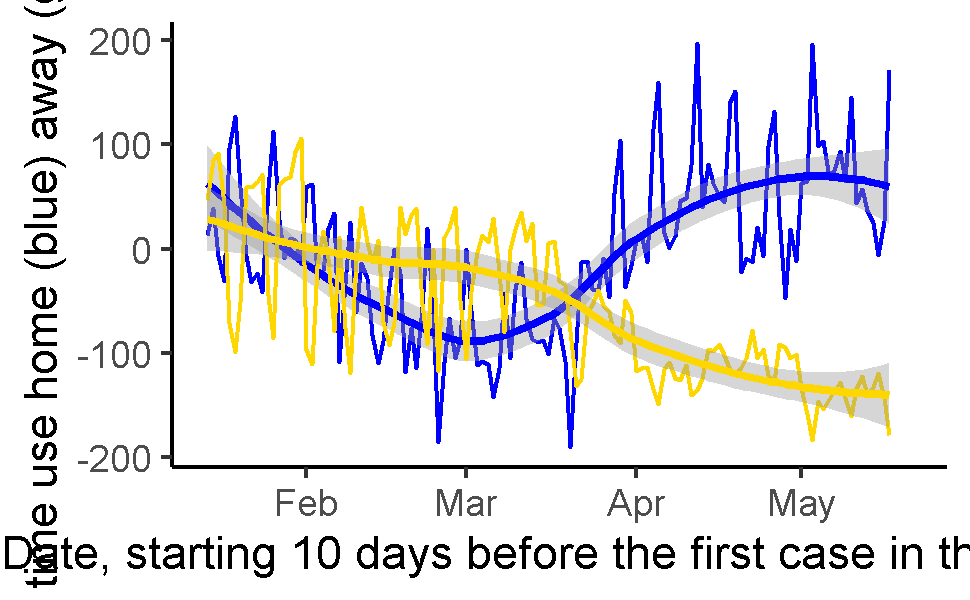 time use home (blue) away (
200
100
0
-100
-200
Feb Mar Apr May
Date, starting 10 days before the first case in th